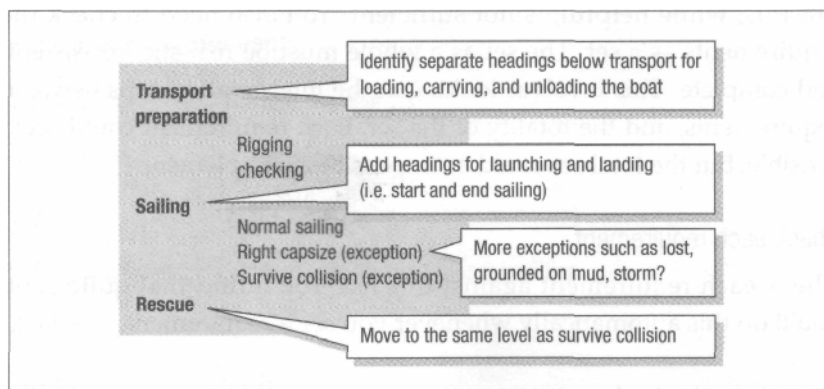 Identify separate headings below transport for
loading, carrying, and unloading the boat
Transport
preparation
Rigging
checking
Add headings for launching and landing
(i.e. start and end sailing)
Sailing
Normal sailing
Right capsize (exception)
Survive collision (exception)
More exceptions such as lost,
grounded on mud, storm?
Rescue
Move to the same level as survive collision